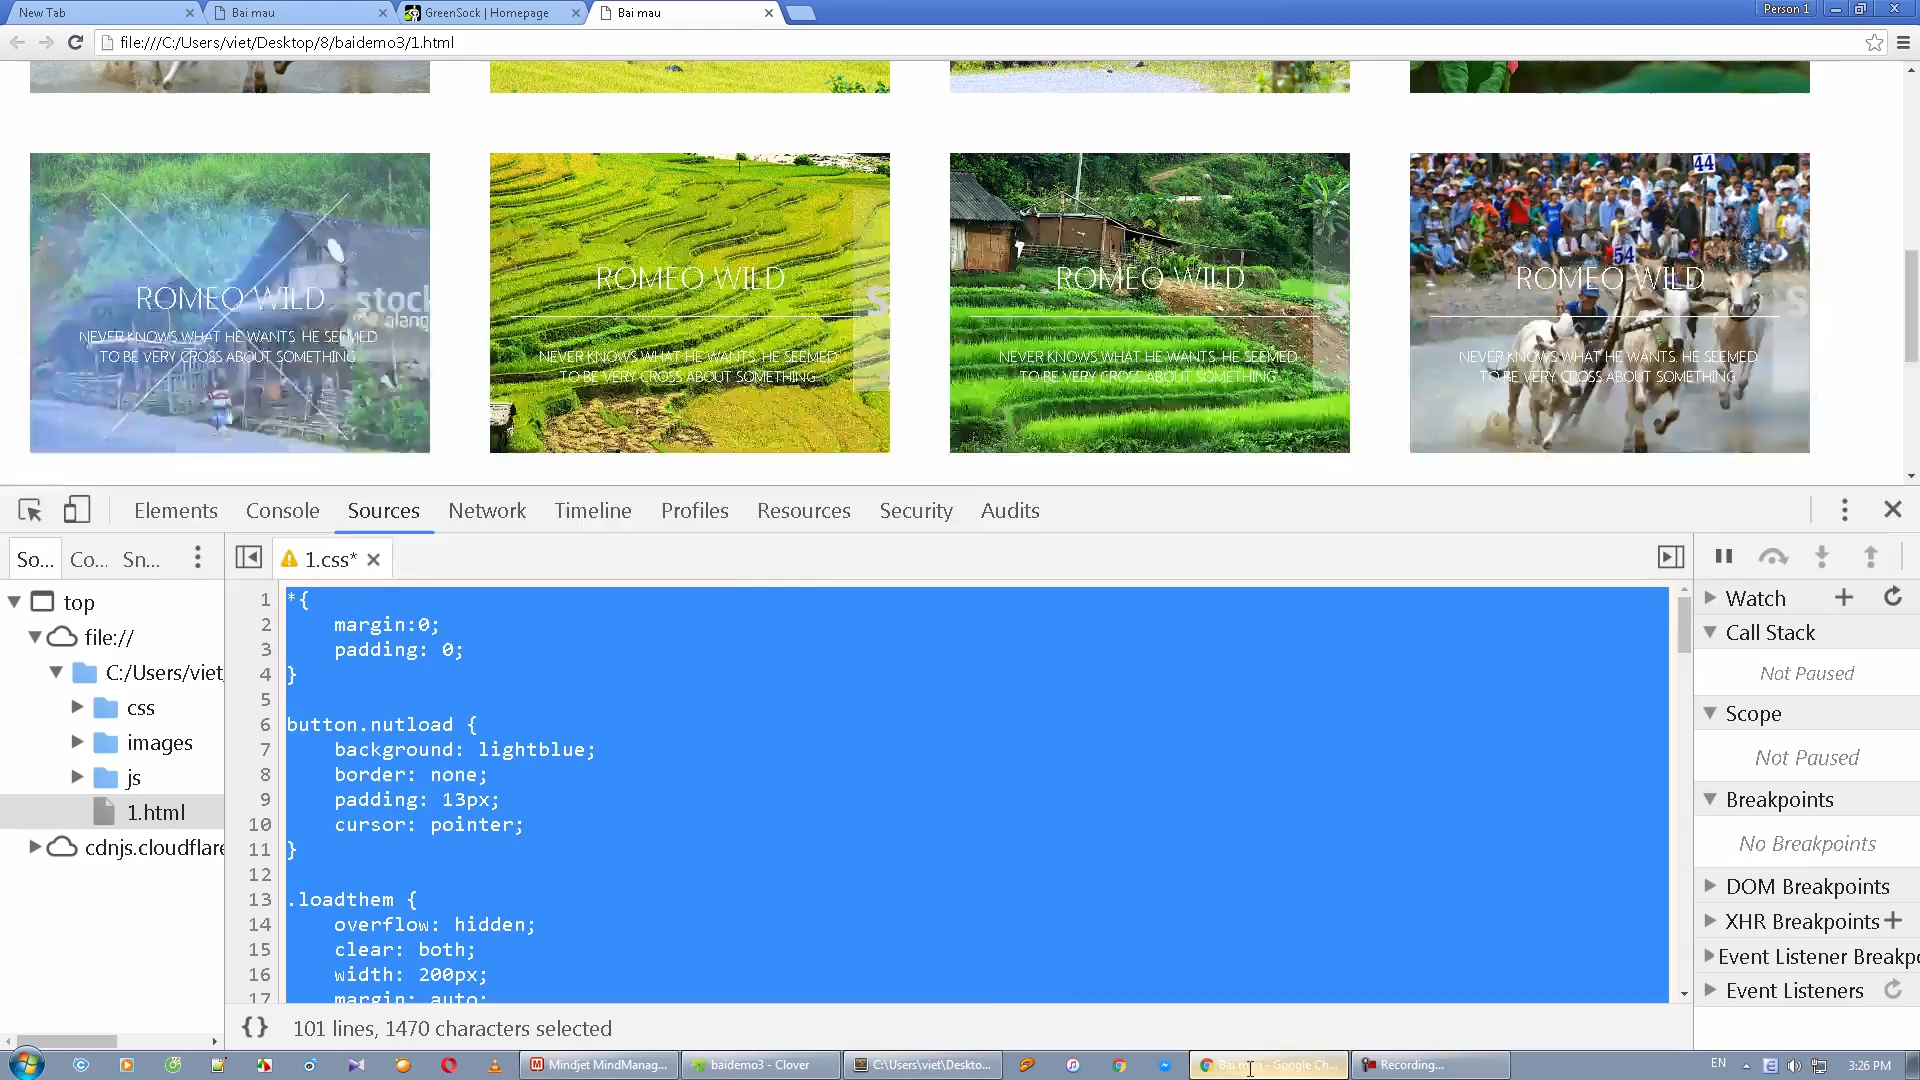 New Tab
Bai mau
GreenSock | Homepage
Bai mau
Person 1
file:///C:/Users/viet/Desktop/8/baidemo3/1.html
44
54
ROMEO WILD
NEVER KNOWS WHAT HE WANTS. HE SEEMED
TO BE VERY CROSS ABOUT SOMETHING
stock
alang
ROMEO WILD
NEVER KNOWS WHAT HE WANTS. HE SEEMED
TO BE VERY CROSS ABOUT SOMETHING
S
ROMEO WILD
NEVER KNOWS WHAT HE WANTS. HE SEEMED
TO BE VERY CROSS ABOUT SOMETHING
S
ROMEO WILD
NEVER KNOWS WHAT HE WANTS. HE SEEMED
TO BE VERY CROSS ABOUT SOMETHING
S
Elements
Console
Sources
Network
Timeline
Profiles
Resources
Security
Audits
So...
Co...
Sn...
1.css*
top
file://
C:/Users/viet
css
images
js
1.html
cdnjs.cloudflare
1 *{
2 margin:0;
3 padding: 0;
4 }
5
6 button.nutload {
7 background: lightblue;
8 border: none;
9 padding: 13px;
10 cursor: pointer;
11 }
12
13 .loadthem {
14 overflow: hidden;
15 clear: both;
16 width: 200px;
17 margin: auto;
{} 101 lines, 1470 characters selected
Watch
Call Stack
Not Paused
Scope
Not Paused
Breakpoints
No Breakpoints
DOM Breakpoints
XHR Breakpoints
Event Listener Breakpo
Event Listeners
Mindjet MindManag...
baidemo3 - Clover
C:\Users\viet\Deskto...
Google Ch...
Recording...
EN
3:26 PM